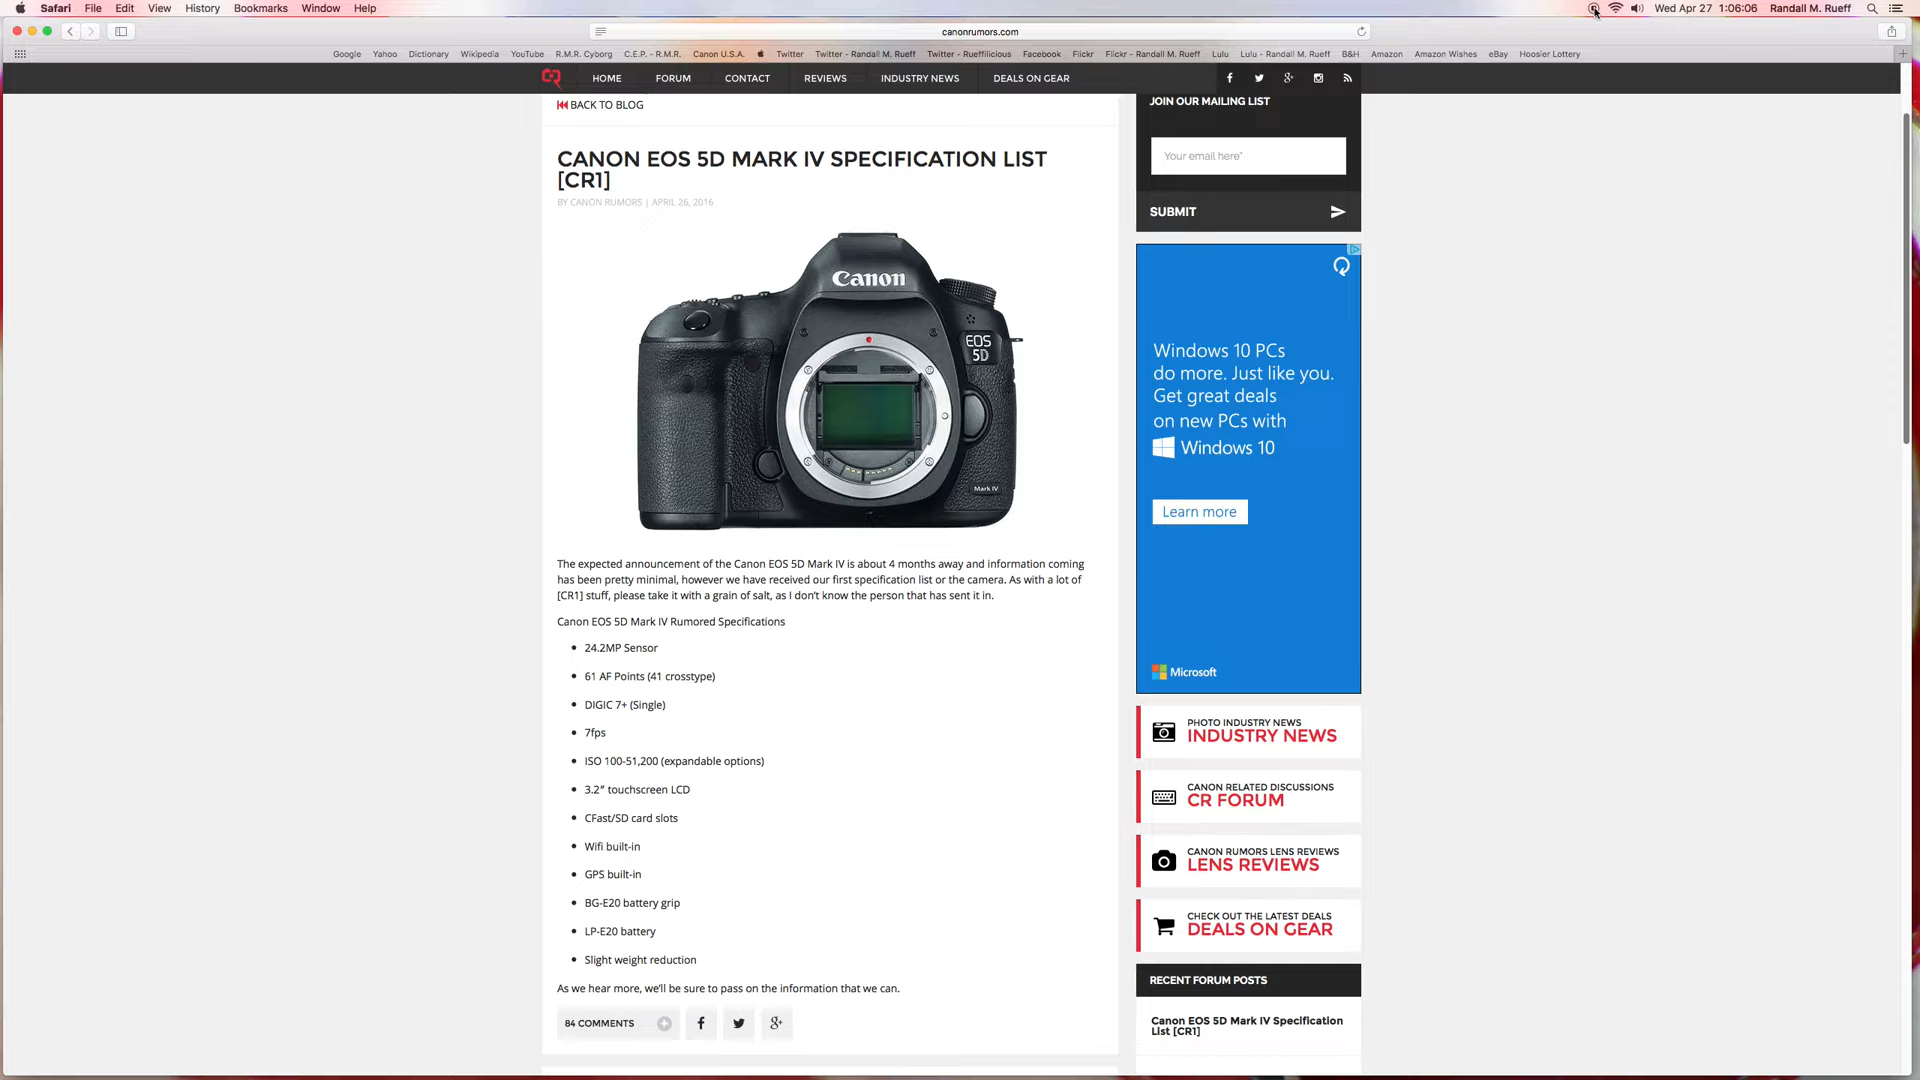 Safari File Edit View History Bookmarks Window Help Wed Apr 27 1:06:06 Randall M. Rueff
canonrumors.com
Google Yahoo Dictionary Wikipedia YouTube R.M.R. Cyborg C.E.P. - R.M.R. Canon U.S.A. Twitter Twitter - Randall M. Rueff Twitter - Rueffilicious Facebook Flickr Flickr - Randall M. Rueff Lulu Lulu - Randall M. Rueff B&H Amazon Amazon Wishes eBay Hoosier Lottery
HOME FORUM CONTACT REVIEWS INDUSTRY NEWS DEALS ON GEAR
BACK TO BLOG
CANON EOS 5D MARK IV SPECIFICATION LIST
[CR1]
BY CANON RUMORS | APRIL 26, 2016
Canon
EOS
5D
Mark IV
The expected announcement of the Canon EOS 5D Mark IV is about 4 months away and information coming
has been pretty minimal, however we have received our first specification list or the camera. As with a lot of
[CR1] stuff, please take it with a grain of salt, as I don't know the person that has sent it in.
Canon EOS 5D Mark IV Rumored Specifications
• 24.2MP Sensor
• 61 AF Points (41 crosstype)
• DIGIC 7+ (Single)
• 7fps
• ISO 100-51,200 (expandable options)
• 3.2″ touchscreen LCD
• CFast/SD card slots
• Wifi built-in
• GPS built-in
• BG-E20 battery grip
• LP-E20 battery
• Slight weight reduction
As we hear more, we'll be sure to pass on the information that we can.
84 COMMENTS
JOIN OUR MAILING LIST
Your email here*
SUBMIT
Windows 10 PCs
do more. Just like you.
Get great deals
on new PCs with
Windows 10
Learn more
Microsoft
PHOTO INDUSTRY NEWS
INDUSTRY NEWS
CANON RELATED DISCUSSIONS
CR FORUM
CANON RUMORS LENS REVIEWS
LENS REVIEWS
CHECK OUT THE LATEST DEALS
DEALS ON GEAR
RECENT FORUM POSTS
Canon EOS 5D Mark IV Specification
List [CR1]